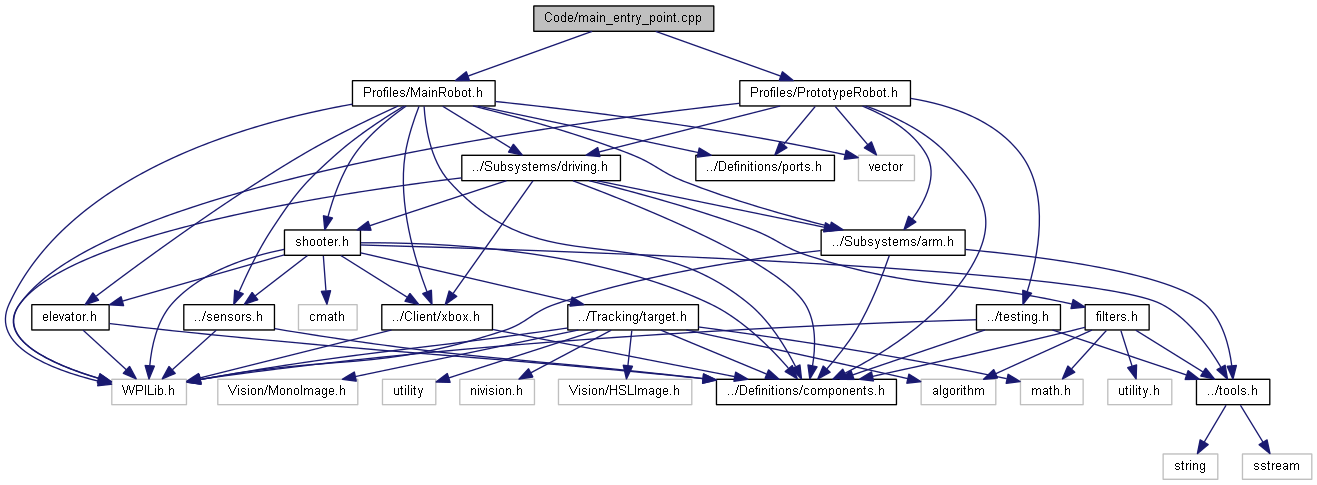 Code/main_entry_point.cpp
Profiles/MainRobot.h
Profiles/PrototypeRobot.h
../Subsystems/driving.h
../Definitions/ports.h
vector
shooter.h
../Subsystems/arm.h
elevator.h
../sensors.h
cmath
../Client/xbox.h
../Tracking/target.h
../testing.h
filters.h
WPILib.h
Vision/MonoImage.h
utility
nivision.h
Vision/HSLImage.h
../Definitions/components.h
algorithm
math.h
utility.h
../tools.h
string
sstream